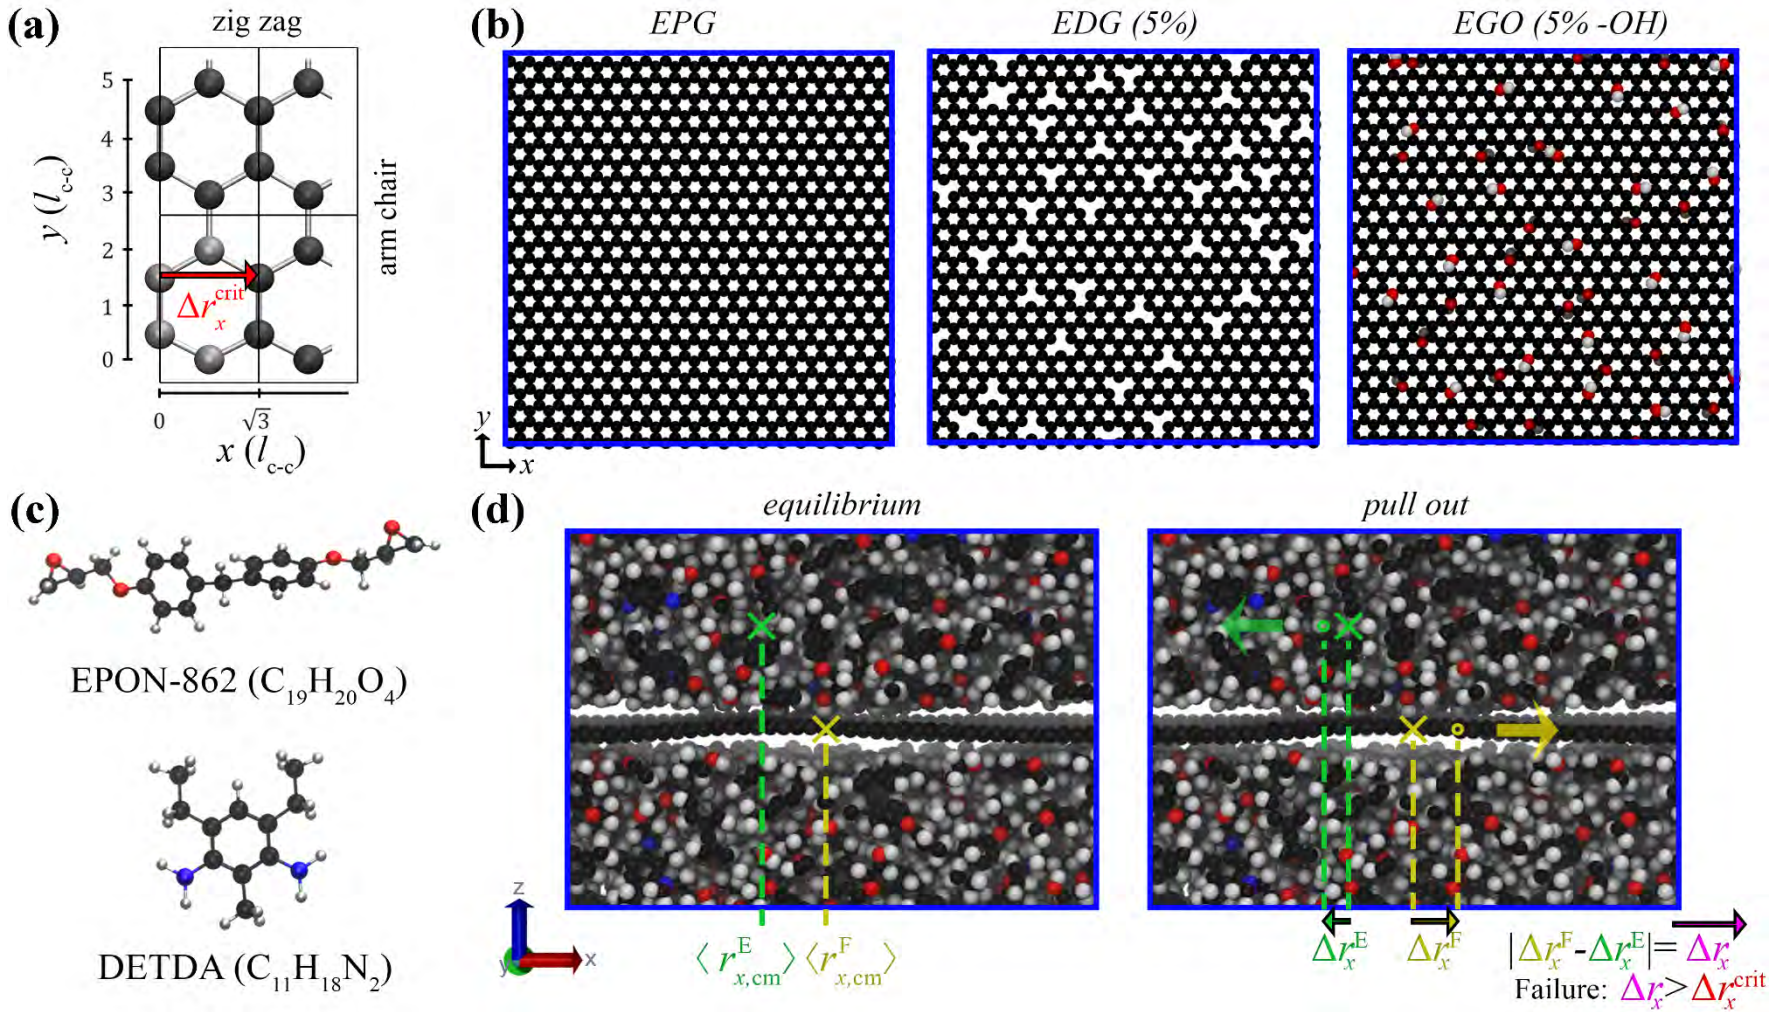 (a)
zig zag
5
4
3
2
1
0
y (l_c-c)
arm chair
Δr_x^crit
0
√3
x (l_c-c)
(b)
EPG
EDG (5%)
EGO (5% -OH)
y
x
(c)
EPON-862 (C₁₉H₂₀O₄)
DETDA (C₁₁H₁₈N₂)
(d)
equilibrium
pull out
z
y
x
⟨ r_x,cm^E ⟩ ⟨ r_x,cm^F ⟩
Δr_x^E
Δr_x^F
|Δr_x^F-Δr_x^E|= Δr_x
Failure: Δr_x>Δr_x^crit